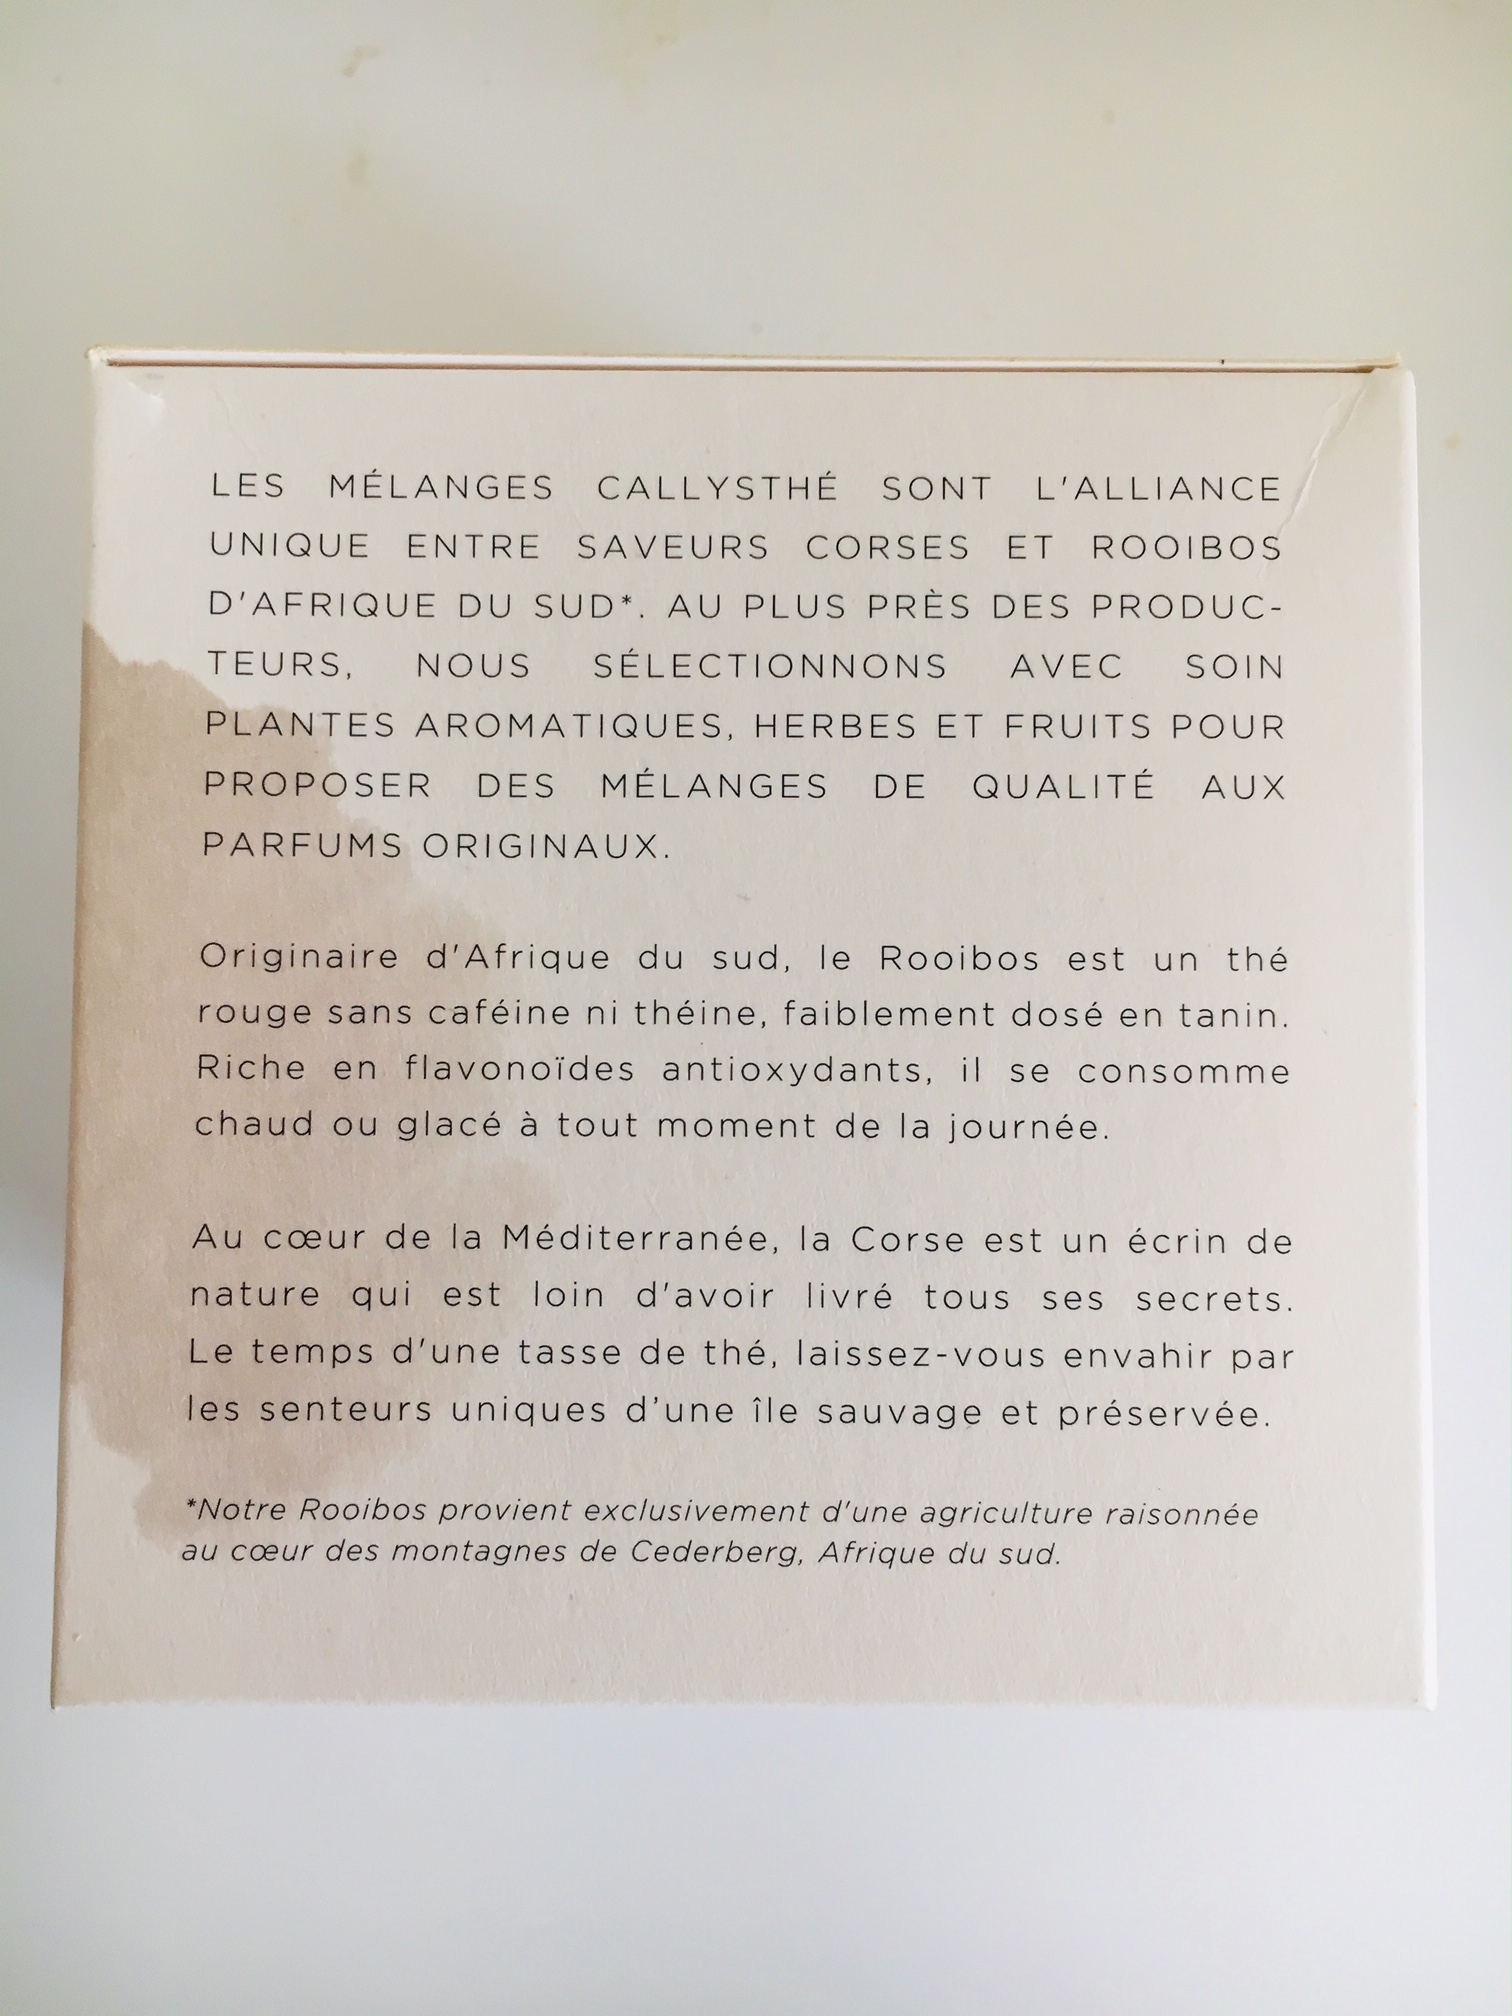 LES MÉLANGES CALLYSTHÉ SONT L'ALLIANCE
UNIQUE ENTRE SAVEURS CORSES ET ROOIBOS
D'AFRIQUE DU SUD*. AU PLUS PRÈS DES PRODUC-
TEURS, NOUS SÉLECTIONNONS AVEC SOIN
PLANTES AROMATIQUES, HERBES ET FRUITS POUR
PROPOSER DES MÉLANGES DE QUALITÉ AUX
PARFUMS ORIGINAUX.
Originaire d'Afrique du sud, le Rooibos est un thé
rouge sans caféine ni théine, faiblement dosé en tanin.
Riche en flavonoïdes antioxydants, il se consomme
chaud ou glacé à tout moment de la journée.
Au cœur de la Méditerranée, la Corse est un écrin de
nature qui est loin d'avoir livré tous ses secrets.
Le temps d'une tasse de thé, laissez-vous envahir par
les senteurs uniques d'une île sauvage et préservée.
*Notre Rooibos provient exclusivement d'une agriculture raisonnée
au cœur des montagnes de Cederberg, Afrique du sud.